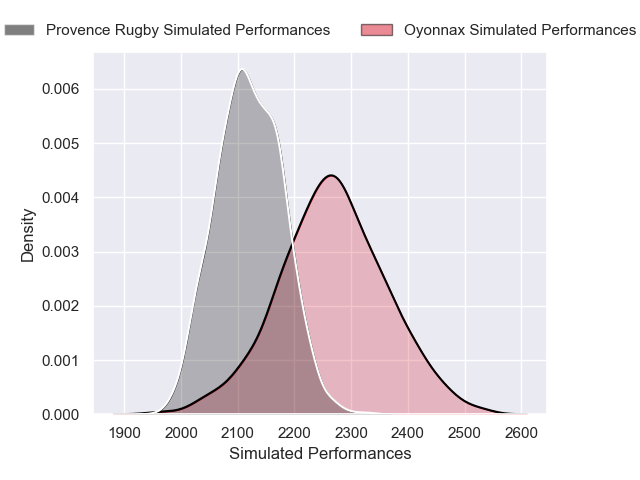 Provence Rugby Simulated Performances
Oyonnax Simulated Performances
0.006
0.005
0.004
0.003
0.002
0.001
0.000
Density
1900 2000 2100 2200 2300 2400 2500 2600
Simulated Performances